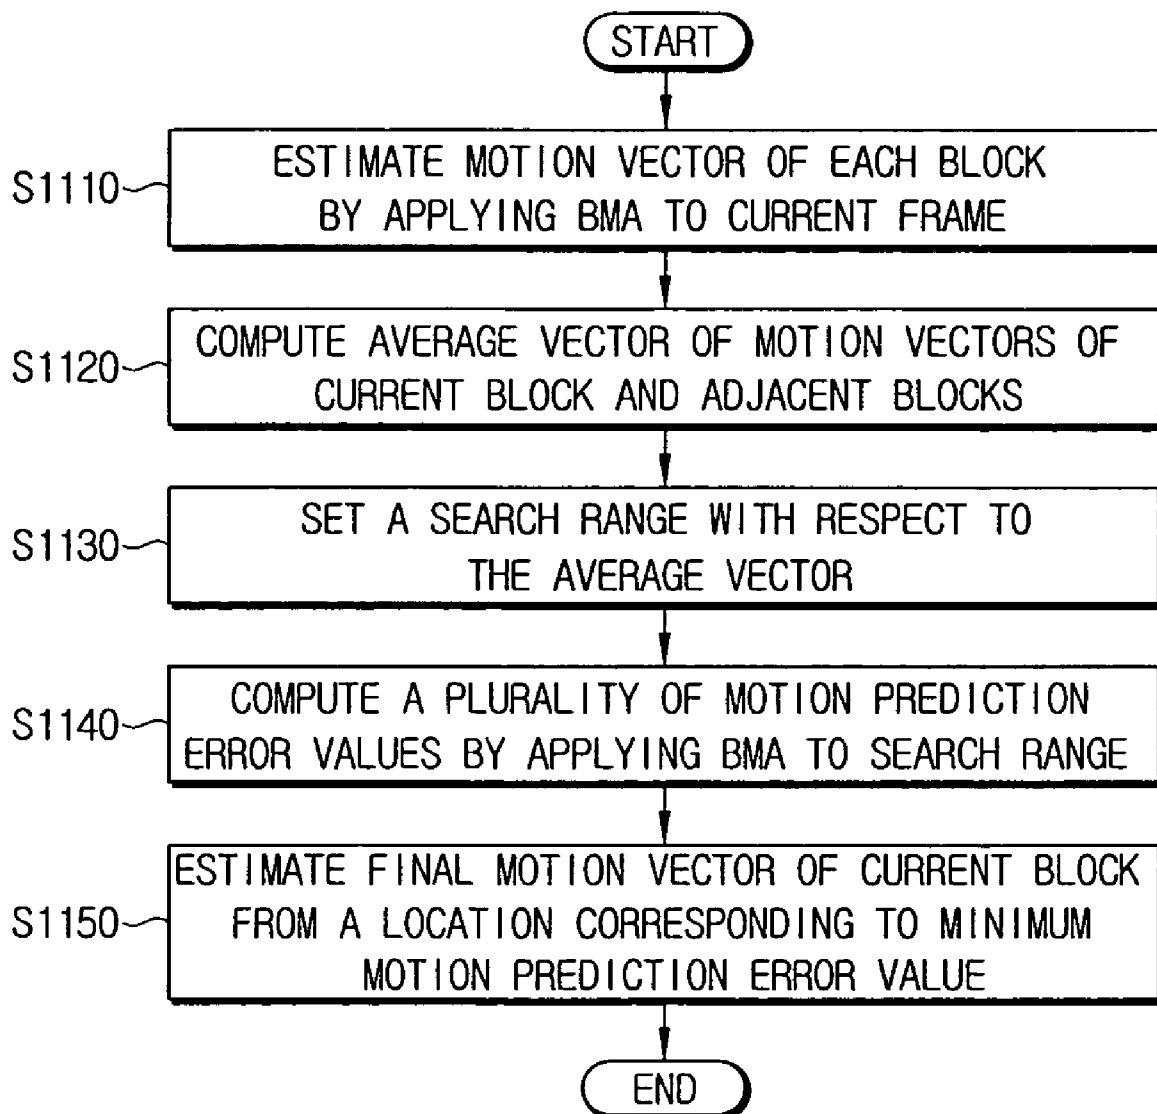 START
S1110
ESTIMATE MOTION VECTOR OF EACH BLOCK
BY APPLYING BMA TO CURRENT FRAME
S1120
COMPUTE AVERAGE VECTOR OF MOTION VECTORS OF
CURRENT BLOCK AND ADJACENT BLOCKS
S1130
SET A SEARCH RANGE WITH RESPECT TO
THE AVERAGE VECTOR
S1140
COMPUTE A PLURALITY OF MOTION PREDICTION
ERROR VALUES BY APPLYING BMA TO SEARCH RANGE
S1150
ESTIMATE FINAL MOTION VECTOR OF CURRENT BLOCK
FROM A LOCATION CORRESPONDING TO MINIMUM
MOTION PREDICTION ERROR VALUE
END